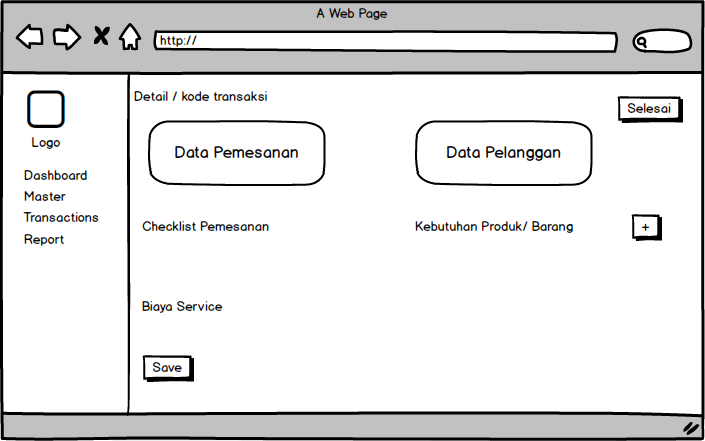 A Web Page
http://
Logo
Dashboard
Master
Transactions
Report
Detail / kode transaksi
Selesai
Data Pemesanan
Data Pelanggan
Checklist Pemesanan
Kebutuhan Produk/ Barang
+
Biaya Service
Save